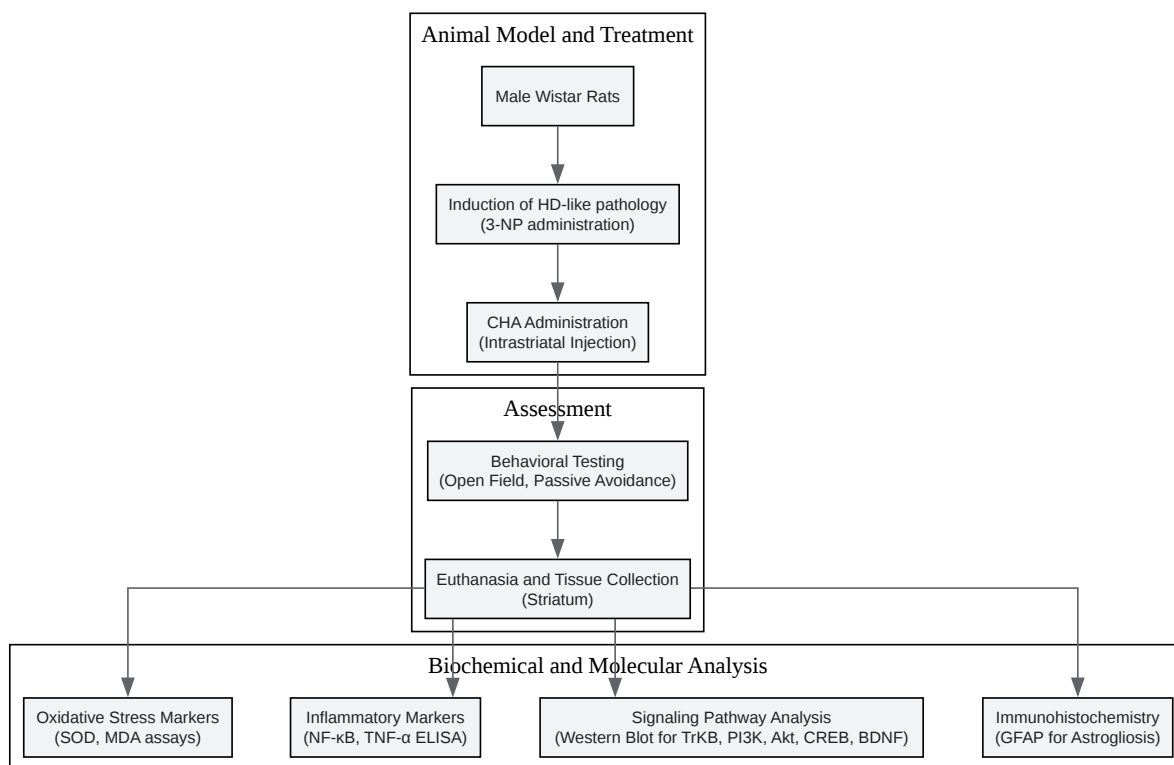 Animal Model and Treatment
Male Wistar Rats
Induction of HD-like pathology
(3-NP administration)
CHA Administration
(Intrastriatal Injection)
Assessment
Behavioral Testing
(Open Field, Passive Avoidance)
Euthanasia and Tissue Collection
(Striatum)
Biochemical and Molecular Analysis
Oxidative Stress Markers
(SOD, MDA assays)
Inflammatory Markers
(NF-κB, TNF-α ELISA)
Signaling Pathway Analysis
(Western Blot for TrKB, PI3K, Akt, CREB, BDNF)
Immunohistochemistry
(GFAP for Astrogliosis)